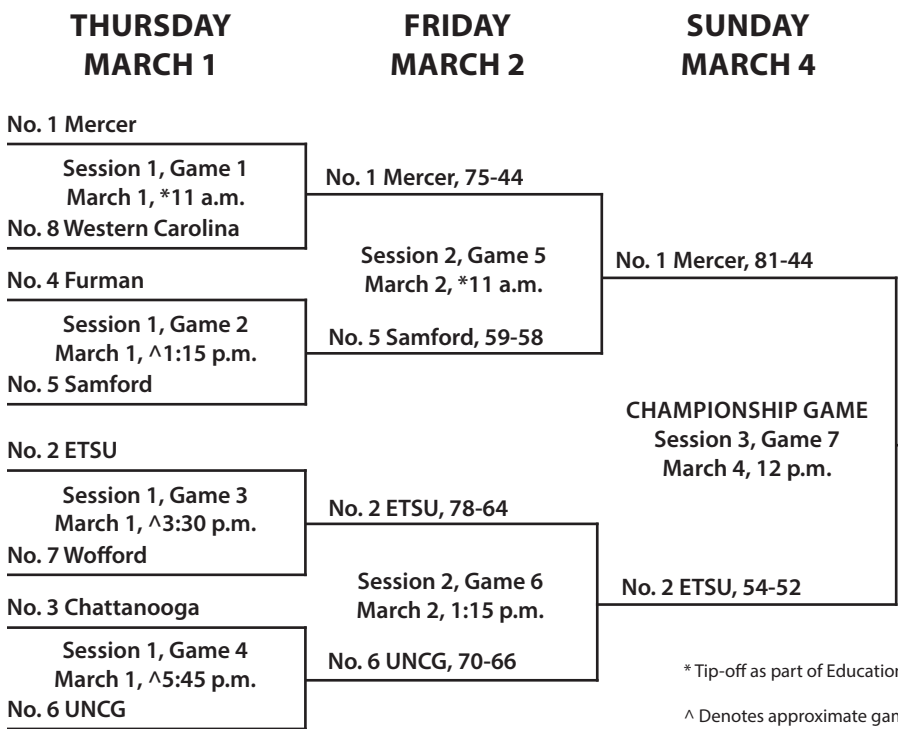 THURSDAY
MARCH 1
FRIDAY
MARCH 2
SUNDAY
MARCH 4
No. 1 Mercer
Session 1, Game 1
March 1, *11 a.m.
No. 8 Western Carolina
No. 4 Furman
Session 1, Game 2
March 1, ^1:15 p.m.
No. 5 Samford
No. 2 ETSU
Session 1, Game 3
March 1, ^3:30 p.m.
No. 7 Wofford
No. 3 Chattanooga
Session 1, Game 4
March 1, ^5:45 p.m.
No. 6 UNCG
No. 1 Mercer, 75-44
Session 2, Game 5
March 2, *11 a.m.
No. 5 Samford, 59-58
No. 2 ETSU, 78-64
Session 2, Game 6
March 2, 1:15 p.m.
No. 6 UNCG, 70-66
No. 1 Mercer, 81-44
CHAMPIONSHIP GAME
Session 3, Game 7
March 4, 12 p.m.
No. 2 ETSU, 54-52
* Tip-off as part of Education
^ Denotes approximate